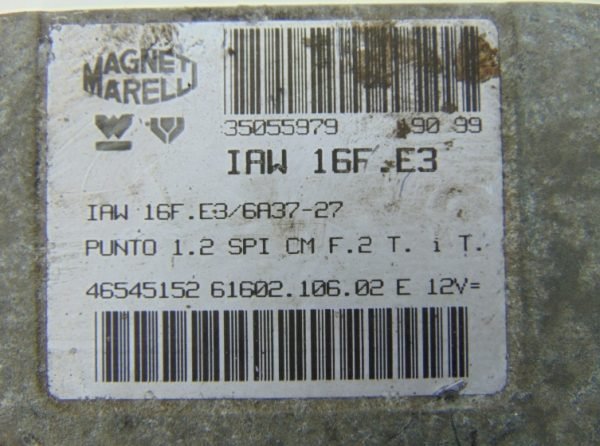 MAGNETI
MARELLI
35055979 190 99
IAW 16F.E3
IAW 16F.E3/6A37-27
PUNTO 1.2 SPI CM F.2 T. i T.
46545152 61602.106.02 E 12V=